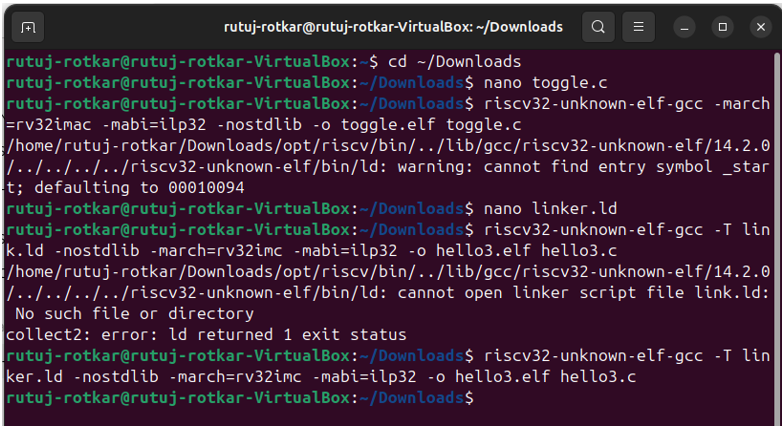 rutuj-rotkar@rutuj-rotkar-VirtualBox: ~/Downloads
rutuj-rotkar@rutuj-rotkar-VirtualBox:~$ cd ~/Downloads
rutuj-rotkar@rutuj-rotkar-VirtualBox:~/Downloads$ nano toggle.c
rutuj-rotkar@rutuj-rotkar-VirtualBox:~/Downloads$ riscv32-unknown-elf-gcc -march
=rv32imac -mabi=ilp32 -nostdlib -o toggle.elf toggle.c
/home/rutuj-rotkar/Downloads/opt/riscv/bin/../lib/gcc/riscv32-unknown-elf/14.2.0
/../../../../riscv32-unknown-elf/bin/ld: warning: cannot find entry symbol _star
t; defaulting to 00010094
rutuj-rotkar@rutuj-rotkar-VirtualBox:~/Downloads$ nano linker.ld
rutuj-rotkar@rutuj-rotkar-VirtualBox:~/Downloads$ riscv32-unknown-elf-gcc -T lin
k.ld -nostdlib -march=rv32imc -mabi=ilp32 -o hello3.elf hello3.c
/home/rutuj-rotkar/Downloads/opt/riscv/bin/../lib/gcc/riscv32-unknown-elf/14.2.0
/../../../../riscv32-unknown-elf/bin/ld: cannot open linker script file link.ld:
 No such file or directory
collect2: error: ld returned 1 exit status
rutuj-rotkar@rutuj-rotkar-VirtualBox:~/Downloads$ riscv32-unknown-elf-gcc -T lin
ker.ld -nostdlib -march=rv32imc -mabi=ilp32 -o hello3.elf hello3.c
rutuj-rotkar@rutuj-rotkar-VirtualBox:~/Downloads$